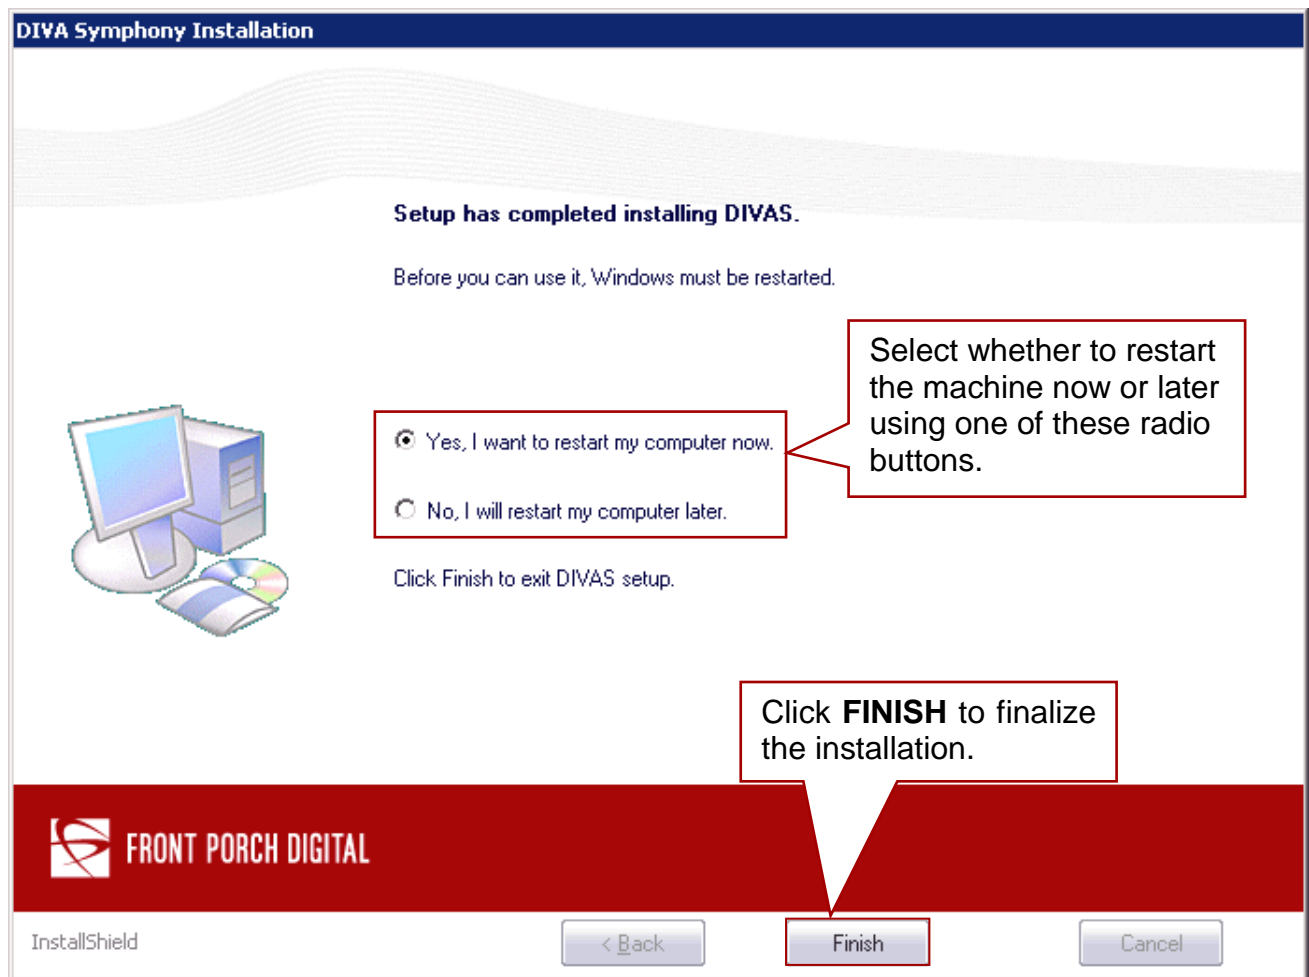 DIVA Symphony Installation
Setup has completed installing DIVAS.
Before you can use it, Windows must be restarted.
Select whether to restart
the machine now or later
using one of these radio
buttons.
Yes, I want to restart my computer now.
No, I will restart my computer later.
Click Finish to exit DIVAS setup.
Click FINISH to finalize
the installation.
FRONT PORCH DIGITAL
InstallShield
< Back
Finish
Cancel